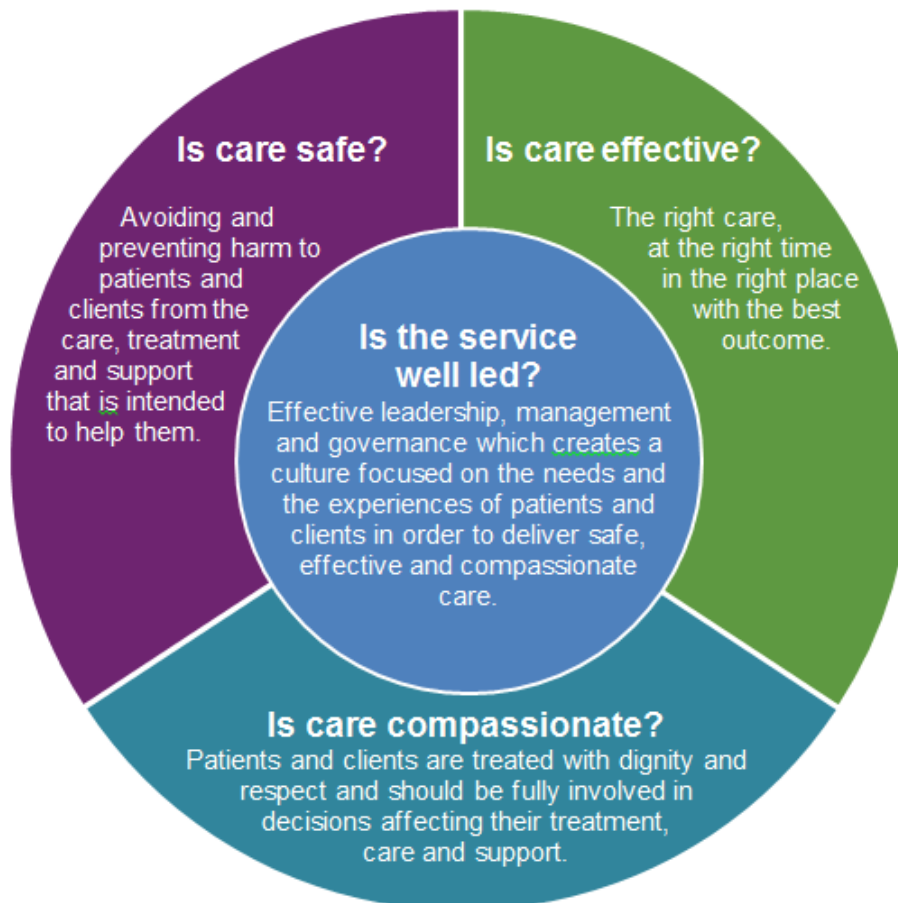 Is care safe?
Avoiding and
preventing harm to
patients and
clients from the
care, treatment
and support
that is intended
to help them.
Is care effective?
The right care,
at the right time
in the right place
with the best
outcome.
Is the service
well led?
Effective leadership, management
and governance which creates a
culture focused on the needs and
the experiences of patients and
clients in order to deliver safe,
effective and compassionate
care.
Is care compassionate?
Patients and clients are treated with dignity and
respect and should be fully involved in
decisions affecting their treatment,
care and support.